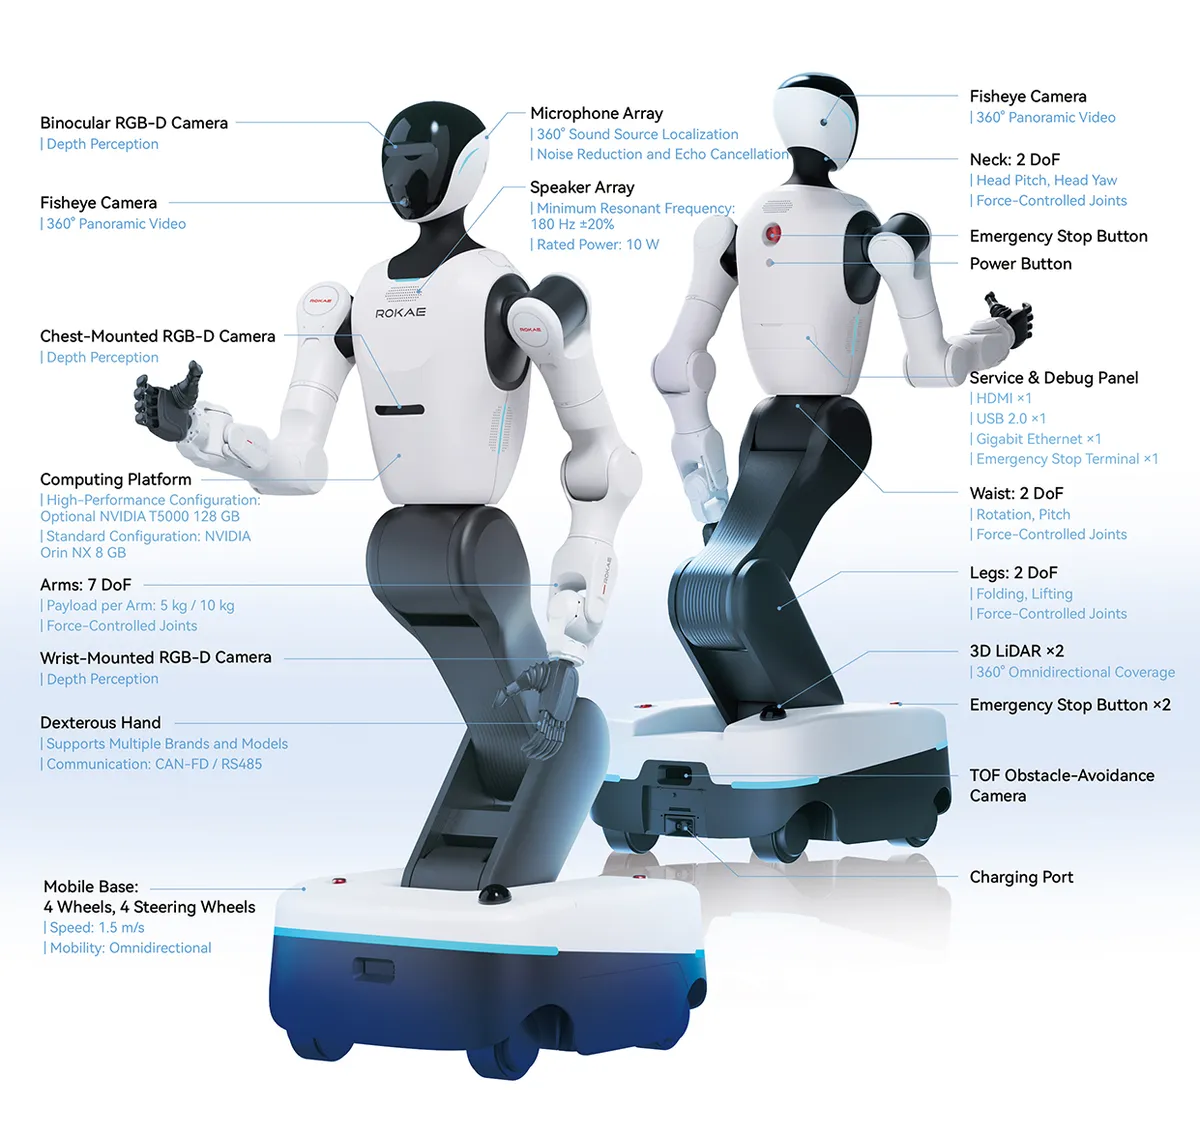 Binocular RGB-D Camera
| Depth Perception
Fisheye Camera
| 360° Panoramic Video
Chest-Mounted RGB-D Camera
| Depth Perception
Computing Platform
| High-Performance Configuration:
Optional NVIDIA T5000 128 GB
| Standard Configuration: NVIDIA
Orin NX 8 GB
Arms: 7 DoF
| Payload per Arm: 5 kg / 10 kg
| Force-Controlled Joints
Wrist-Mounted RGB-D Camera
| Depth Perception
Dexterous Hand
| Supports Multiple Brands and Models
| Communication: CAN-FD / RS485
Mobile Base:
4 Wheels, 4 Steering Wheels
| Speed: 1.5 m/s
| Mobility: Omnidirectional
Microphone Array
| 360° Sound Source Localization
| Noise Reduction and Echo Cancellation
Speaker Array
| Minimum Resonant Frequency:
180 Hz ±20%
| Rated Power: 10 W
ROKAE
ROKAE
ROKAE
ROKAE
Fisheye Camera
| 360° Panoramic Video
Neck: 2 DoF
| Head Pitch, Head Yaw
| Force-Controlled Joints
Emergency Stop Button
Power Button
Service & Debug Panel
| HDMI ×1
| USB 2.0 ×1
| Gigabit Ethernet ×1
| Emergency Stop Terminal ×1
Waist: 2 DoF
| Rotation, Pitch
| Force-Controlled Joints
Legs: 2 DoF
| Folding, Lifting
| Force-Controlled Joints
3D LiDAR ×2
| 360° Omnidirectional Coverage
Emergency Stop Button ×2
TOF Obstacle-Avoidance
Camera
Charging Port